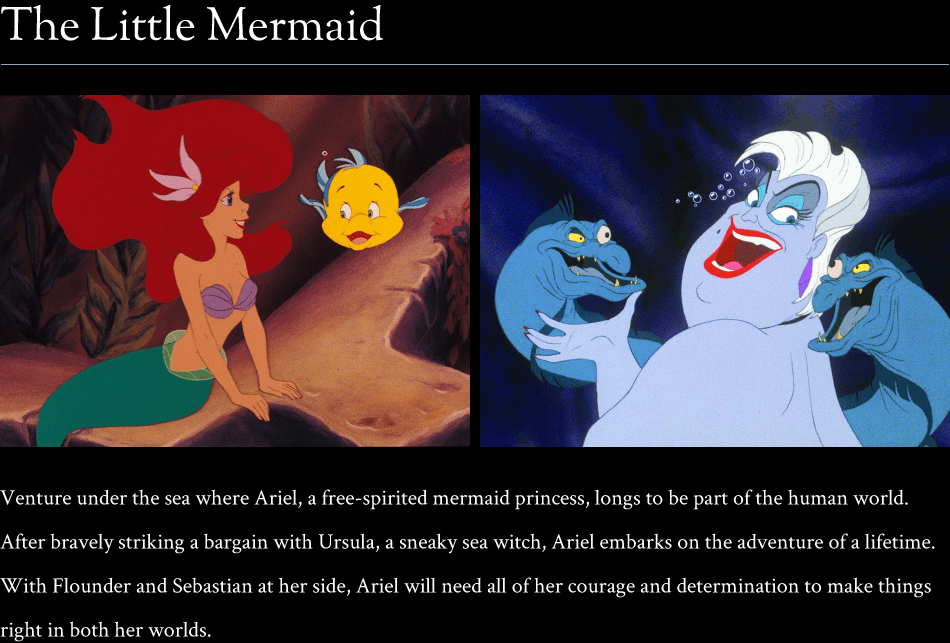 The Little Mermaid
Venture under the sea where Ariel, a free-spirited mermaid princess, longs to be part of the human world.
After bravely striking a bargain with Ursula, a sneaky sea witch, Ariel embarks on the adventure of a lifetime.
With Flounder and Sebastian at her side, Ariel will need all of her courage and determination to make things
right in both her worlds.